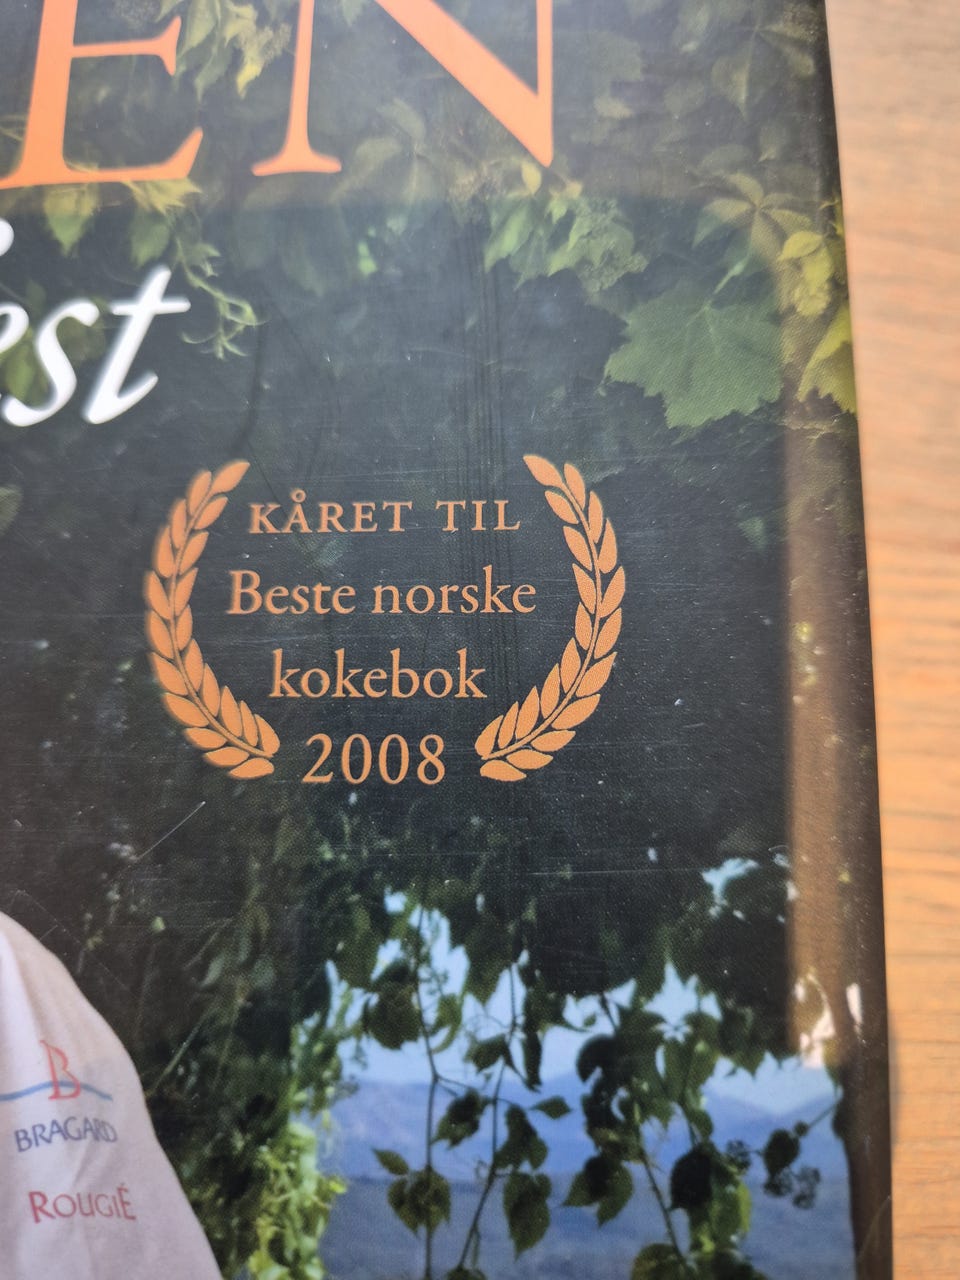 EN
est
KÅRET TIL
Beste norske
kokebok
2008
B
BRAGARD
ROUGIÉ